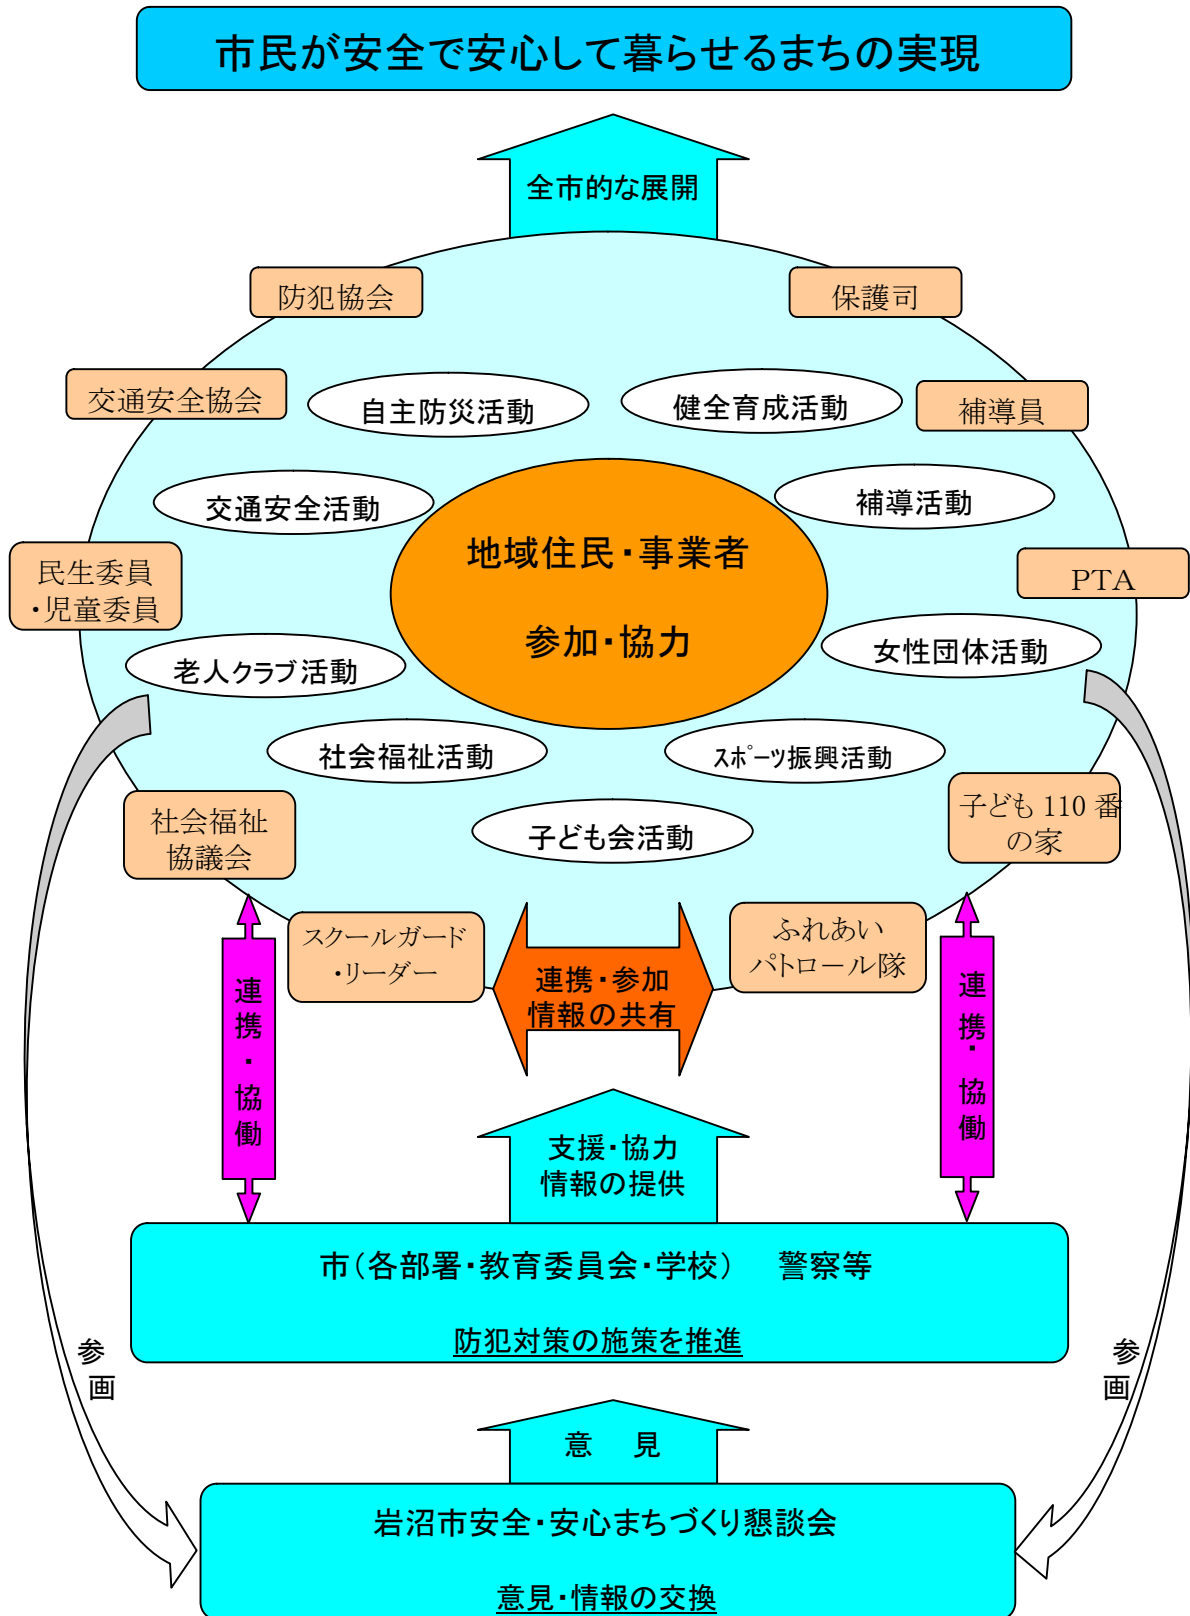 市民が安全で安心して暮らせるまちの実現
全市的な展開
防犯協会
保護司
交通安全協会
自主防災活動
健全育成活動
補導員
交通安全活動
補導活動
地域住民・事業者
参加・協力
民生委員
・児童委員
PTA
老人クラブ活動
女性団体活動
社会福祉活動
スポーツ振興活動
社会福祉
協議会
子ども会活動
子ども 110 番
の家
スクールガード
・リーダー
連携・参加
情報の共有
ふれあい
パトロール隊
連携・協働
連携・協働
支援・協力
情報の提供
市（各部署・教育委員会・学校）　警察等
防犯対策の施策を推進
参画
参画
意　見
岩沼市安全・安心まちづくり懇談会
意見・情報の交換